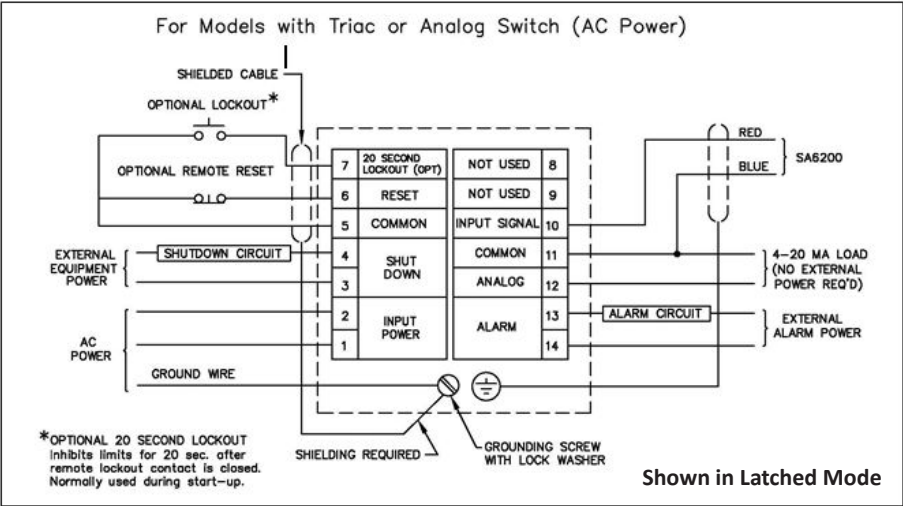 For Models with Triac or Analog Switch (AC Power)
SHIELDED CABLE
OPTIONAL LOCKOUT*
OPTIONAL REMOTE RESET
EXTERNAL
EQUIPMENT
POWER
SHUTDOWN CIRCUIT
AC
POWER
GROUND WIRE
7 20 SECOND
LOCKOUT (OPT)
6 RESET
5 COMMON
4
SHUT
DOWN
3
2
INPUT
POWER
1
NOT USED 8
NOT USED 9
INPUT SIGNAL 10
COMMON 11
ANALOG 12
13
ALARM
14
RED
BLUE
SA6200
4-20 MA LOAD
(NO EXTERNAL
POWER REQ'D)
ALARM CIRCUIT
EXTERNAL
ALARM POWER
*OPTIONAL 20 SECOND LOCKOUT
Inhibits limits for 20 sec. after
remote lockout contact is closed.
Normally used during start-up.
SHIELDING REQUIRED
GROUNDING SCREW
WITH LOCK WASHER
Shown in Latched Mode